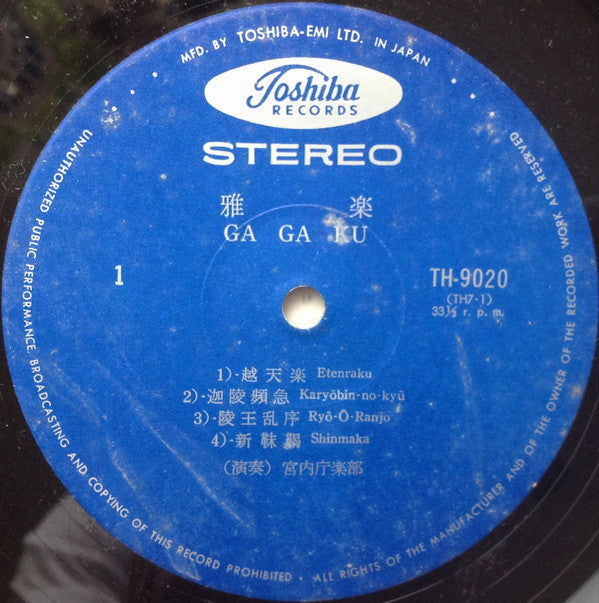 MFD. BY TOSHIBA-EMI LTD. IN JAPAN
Toshiba
RECORDS
STEREO
雅 楽
GA GA KU
1
TH-9020
(TH7-1)
33⅓ r. p. m.
1)-越天楽 Etenraku
2)-迦陵頻急 Karyōbin-no-kyū
3)-陵王乱序 Ryō-Ō-Ranjo
4)-新靺鞨 Shinmaka
(演奏) 宮内庁楽部
UNAUTHORIZED PUBLIC PERFORMANCE. BROADCASTING AND COPYING OF THIS RECORD PROHIBITED · ALL RIGHTS OF THE MANUFACTURER AND OF THE OWNER OF THE RECORDED WORK ARE RESERVED.